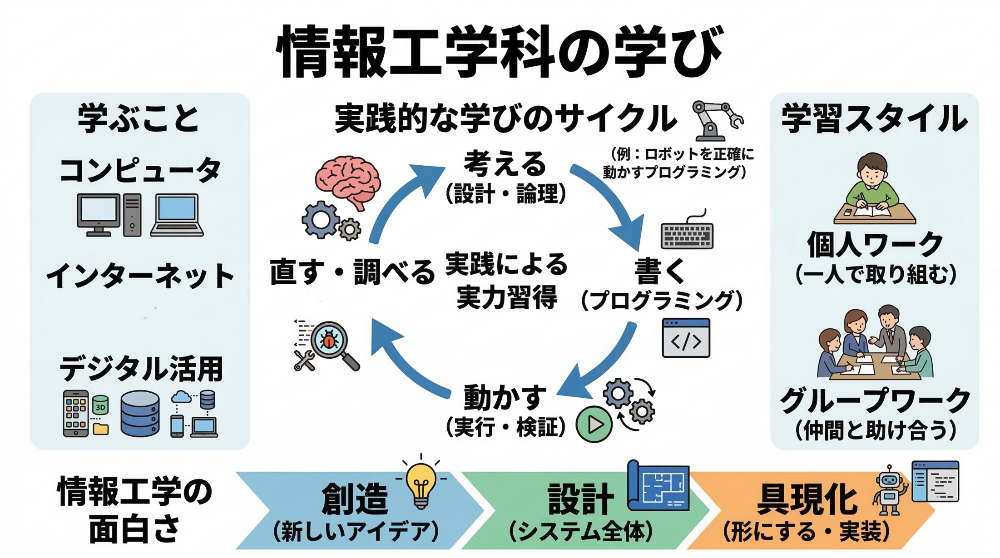 情報工学科の学び
学ぶこと
コンピュータ
インターネット
デジタル活用
3D
実践的な学びのサイクル
（例：ロボットを正確に
動かすプログラミング）
考える
（設計・論理）
書く
（プログラミング）
</>
動かす
（実行・検証）
直す・調べる
実践による
実力習得
学習スタイル
個人ワーク
（一人で取り組む）
グループワーク
（仲間と助け合う）
情報工学の
面白さ
創造
（新しいアイデア）
設計
（システム全体）
具現化
（形にする・実装）